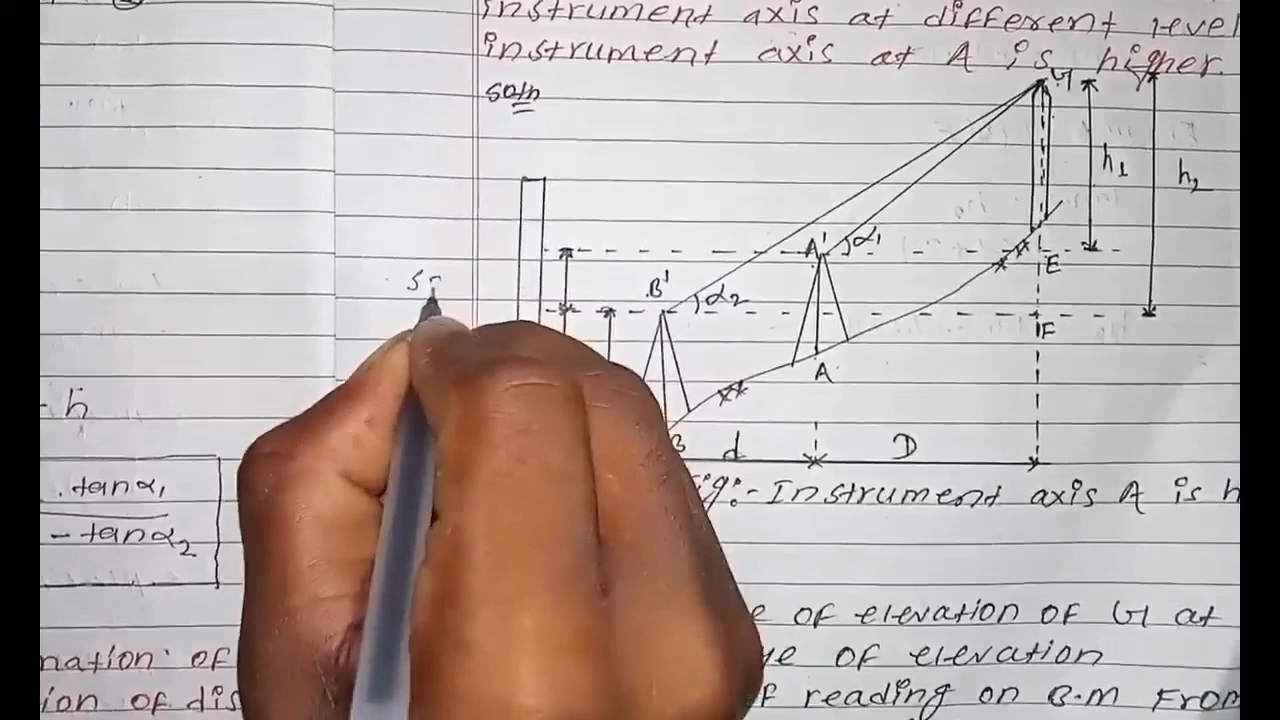 instrument axis at different level
instrument axis at A is higher.
Soln
G
h1
h2
A'
α1
E
B'
α2
F
S
A
B
d
D
- h
Fig:- Instrument axis A is h
. tanα1
- tanα2
e of elevation of G at
nation of
ge of elevation
ion of dis
f reading on B.M From